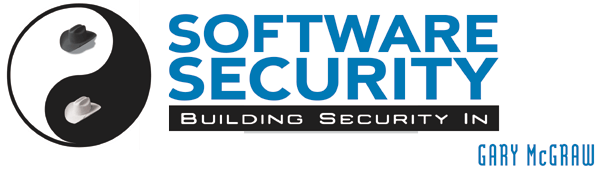 SOFTWARE
SECURITY
BUILDING SECURITY IN
GARY McGRAW